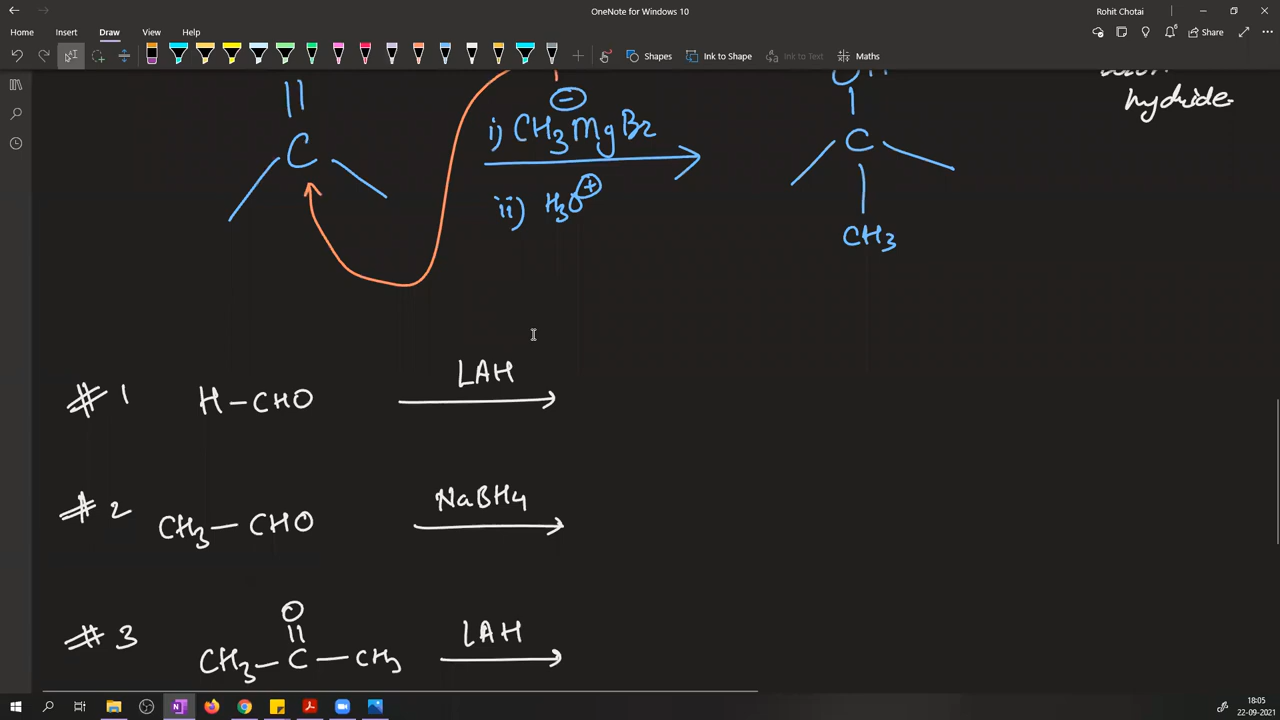 OneNote for Windows 10
Rohit Chotai
Home Insert Draw View Help
Share
Shapes Ink to Shape Ink to Text Maths
hydride
C
i) CH3MgBr
ii) H3O+
OH
C
CH3
LAH
#1 H-CHO
NaBH4
#2 CH3-CHO
O
LAH
#3 CH3-C-CH3
18:05
22-09-2021